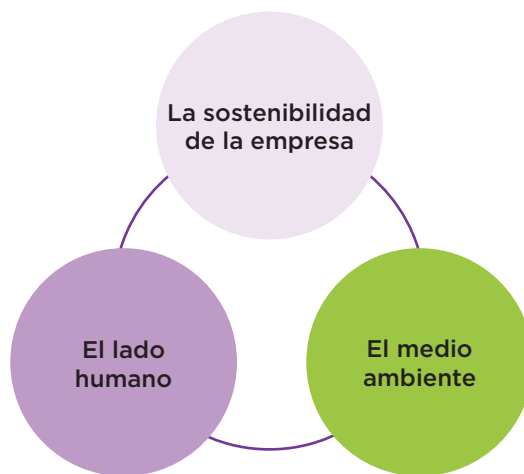 La sostenibilidad
de la empresa
El lado
humano
El medio
ambiente